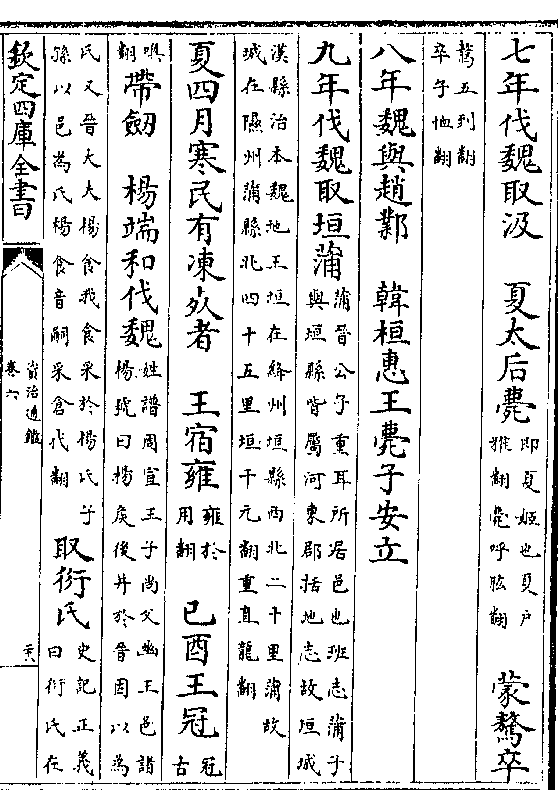 七年伐魏取汲　夏太后薨即夏姬也夏戸雅翻薨呼肱翻　蒙驁卒
驁五到翻卒子恤翻
八年魏與趙鄴　韓桓惠王薨子安立
九年伐魏取垣蒲蒲晉公子重耳所居邑也班志蒲子與垣縣皆屬河東郡括地志故垣城
漢縣治本魏地王垣在絳州垣縣西北二十里蒲故城在隰州蒲縣北四十五里垣于元翻重直龍翻
夏四月寒民有凍死者　王宿雍雍於用翻　己酉王冠冠古
喚翻帶劔　楊端和伐魏姓譜周宣王子尚父幽王邑諸楊號曰楊侯後并於晉因以爲
氏又晉大夫楊食我食采於楊氏子孫以邑爲氏楊食音嗣采倉代翻　取衍氏史記正義曰衍氏在
欽定四庫全書
資治通鑑
卷六